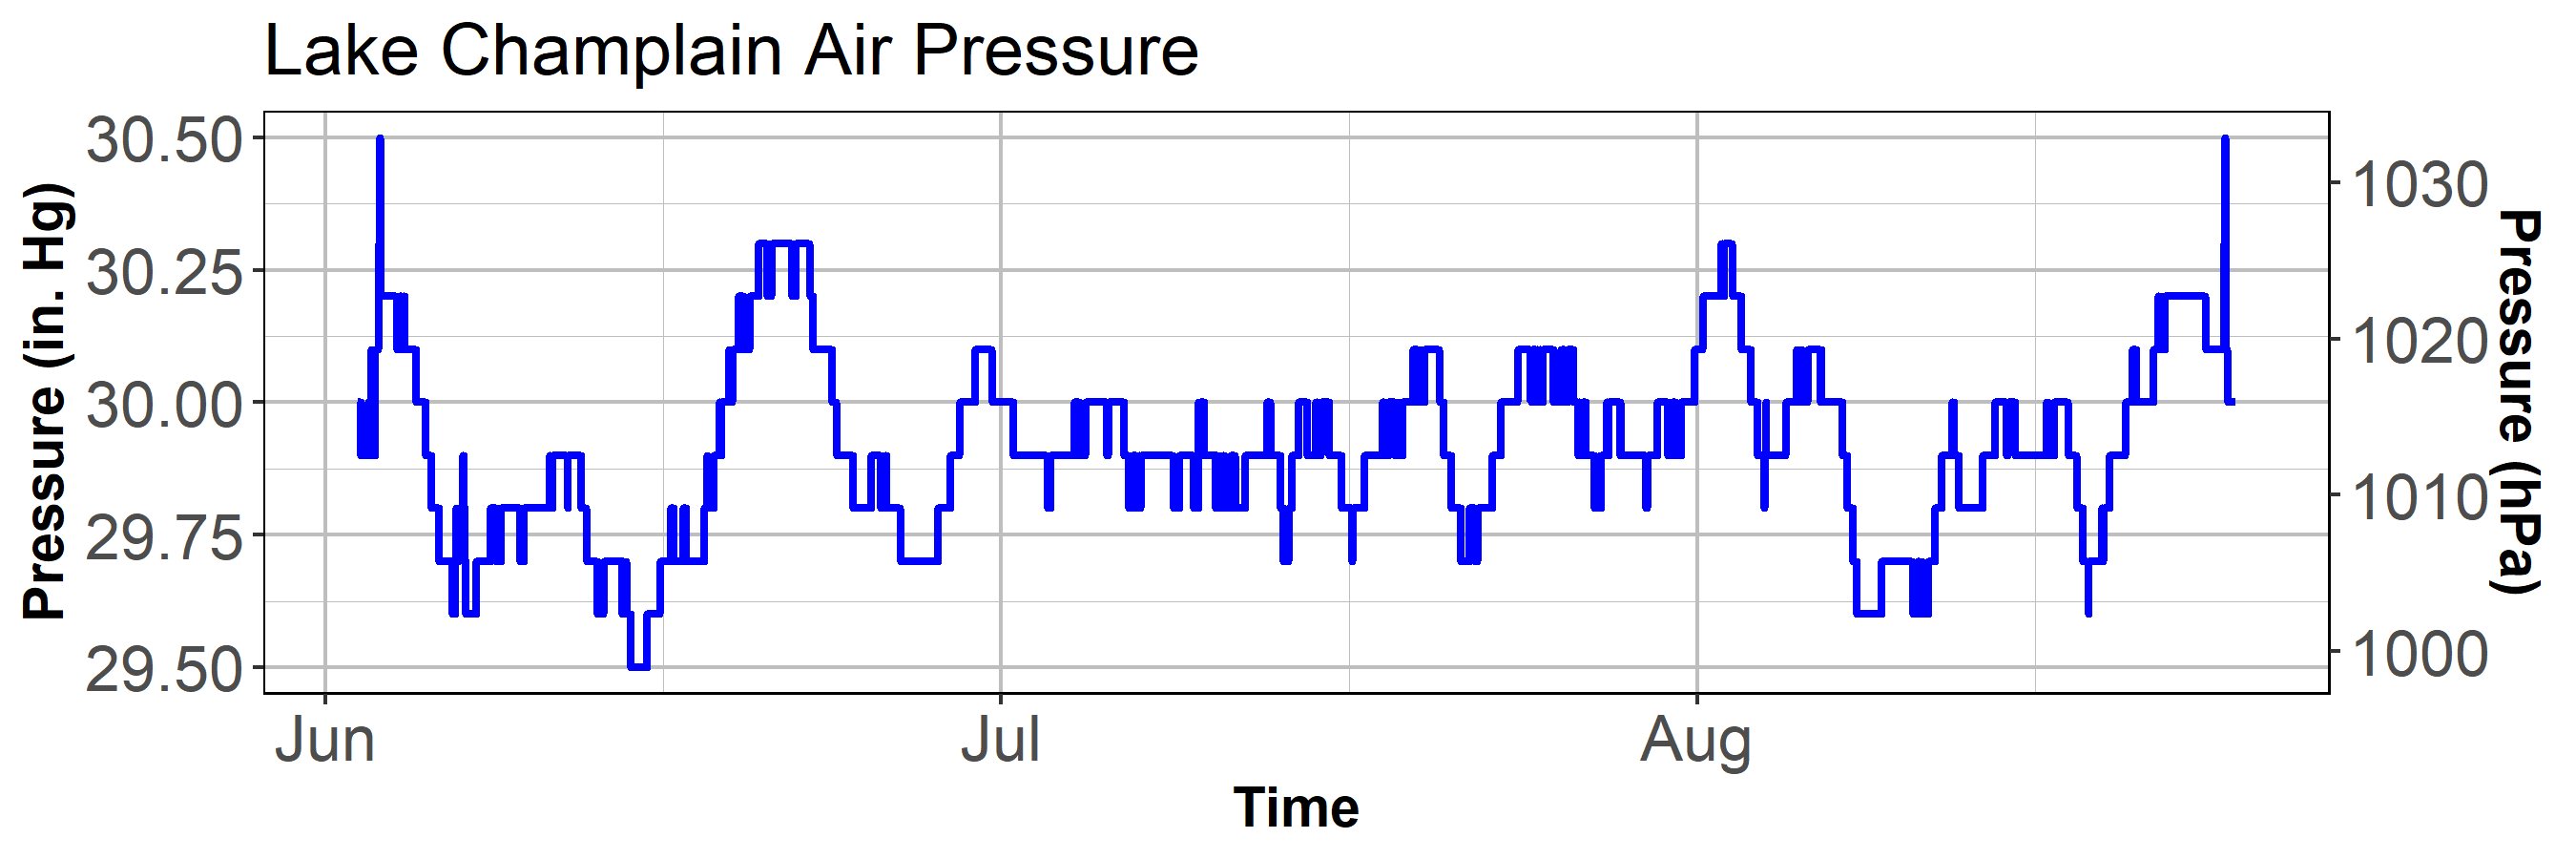 Lake Champlain Air Pressure
Pressure (in. Hg)
30.50
30.25
30.00
29.75
29.50
1030
1020
1010
1000
Pressure (hPa)
Jun
Jul
Aug
Time